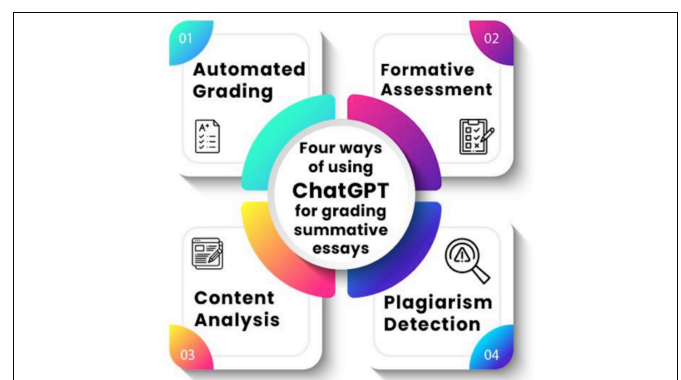 01
Automated
Grading
02
Formative
Assessment
Four ways
of using
ChatGPT
for grading
summative
essays
Content
Analysis
03
Plagiarism
Detection
04